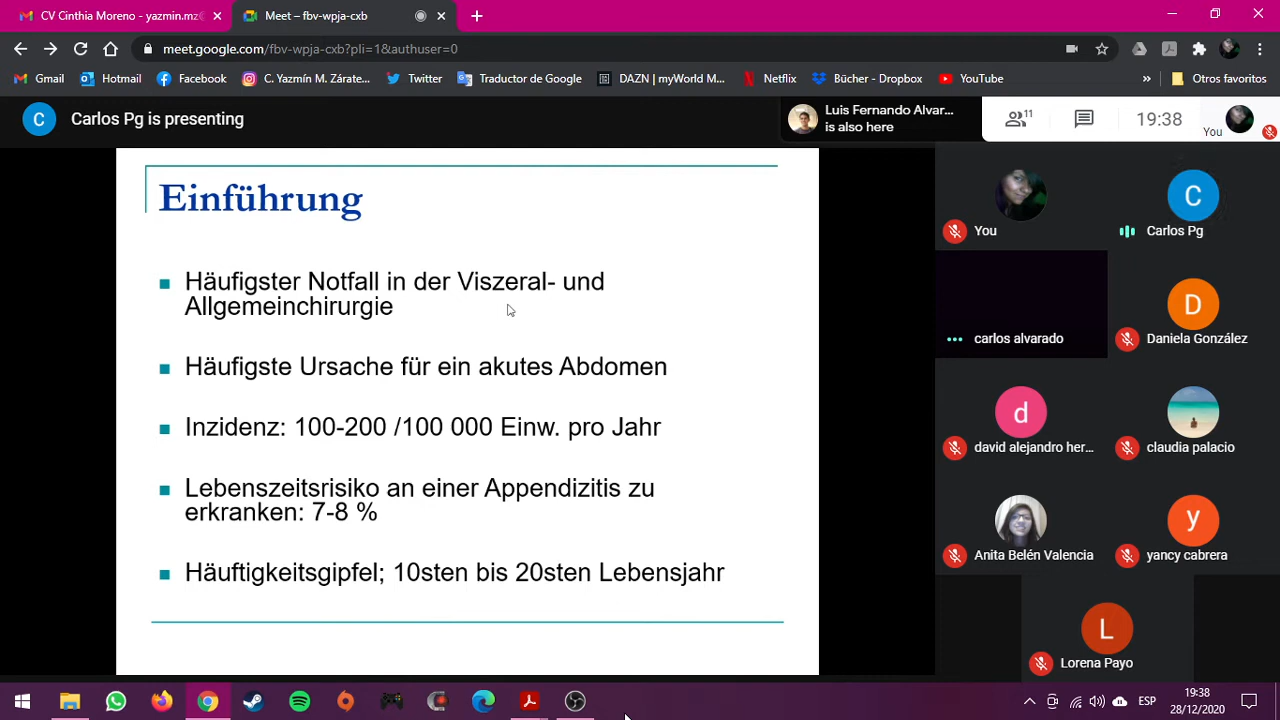 CV Cinthia Moreno - yazmin.mz@
Meet – fbv-wpja-cxb
meet.google.com/fbv-wpja-cxb?pli=1&authuser=0
Gmail
Hotmail
Facebook
C. Yazmín M. Zárate...
Twitter
Traductor de Google
DAZN | myWorld M...
Netflix
Bücher - Dropbox
YouTube
»
Otros favoritos
C
Carlos Pg is presenting
Luis Fernando Alvar...
is also here
11
19:38
You
Einführung
Häufigster Notfall in der Viszeral- und
Allgemeinchirurgie
Häufigste Ursache für ein akutes Abdomen
Inzidenz: 100-200 /100 000 Einw. pro Jahr
Lebenszeitsrisiko an einer Appendizitis zu
erkranken: 7-8 %
Häuftigkeitsgipfel; 10sten bis 20sten Lebensjahr
You
C
Carlos Pg
carlos alvarado
D
Daniela González
d
david alejandro her...
claudia palacio
Anita Belén Valencia
y
yancy cabrera
L
Lorena Payo
ESP
19:38
28/12/2020